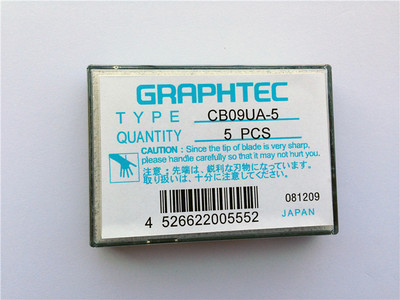 GRAPHTEC
TYPE CB09UA-5
QUANTITY 5 PCS
CAUTION : Since the tip of blade is very sharp,
please handle carefully so that it may not hurt you.
注意：先端は、鋭利な刃物になっています。
取り扱いは、十分に注意してください。
4 526622005552
081209
JAPAN